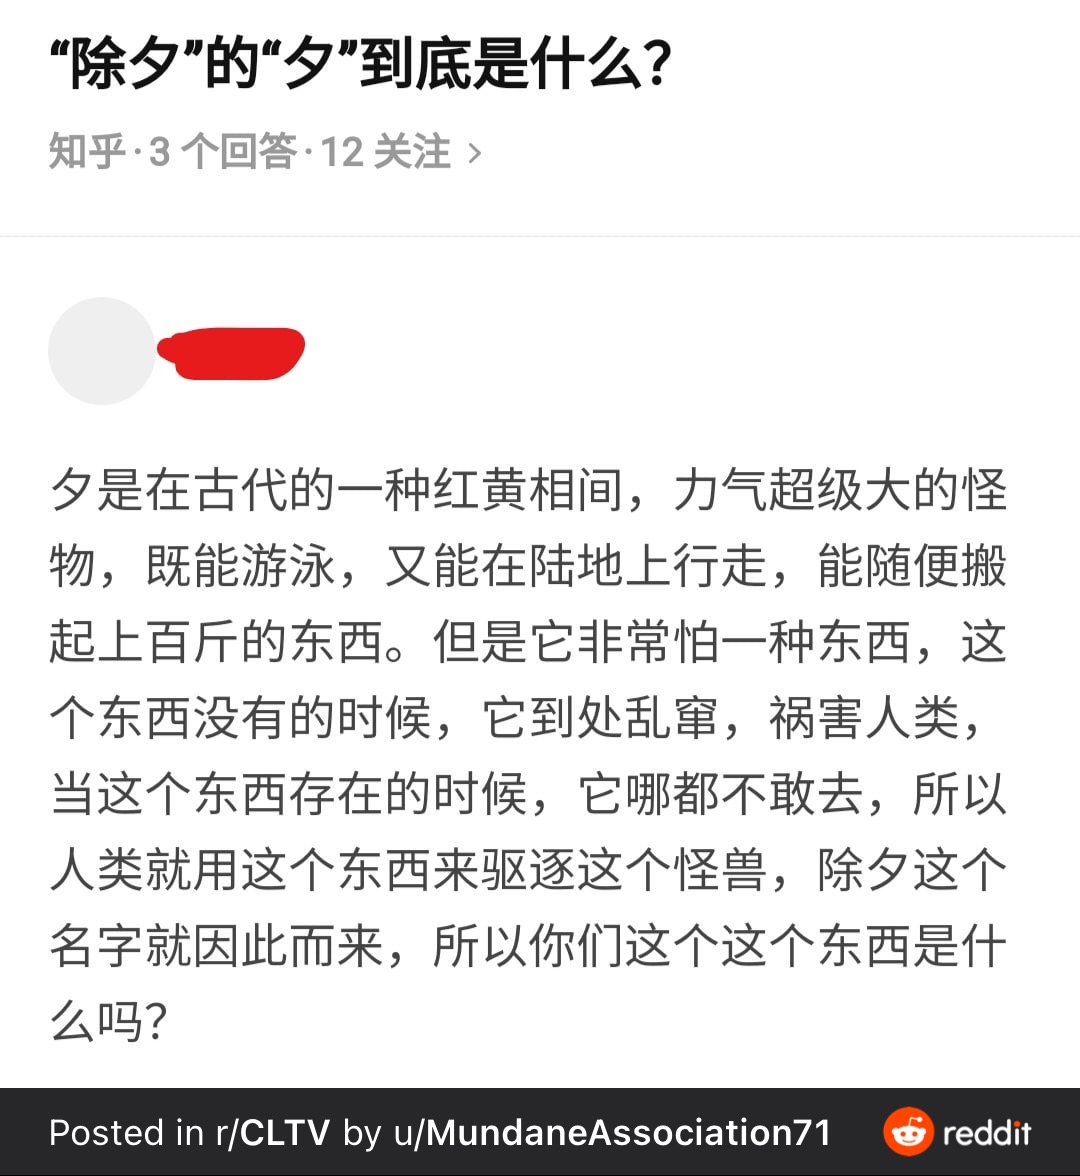 “除夕”的“夕”到底是什么？
知乎·3 个回答·12 关注 >
夕是在古代的一种红黄相间，力气超级大的怪
物，既能游泳，又能在陆地上行走，能随便搬
起上百斤的东西。但是它非常怕一种东西，这
个东西没有的时候，它到处乱窜，祸害人类，
当这个东西存在的时候，它哪都不敢去，所以
人类就用这个东西来驱逐这个怪兽，除夕这个
名字就因此而来，所以你们这个这个东西是什
么吗？
Posted in r/CLTV by u/MundaneAssociation71 reddit